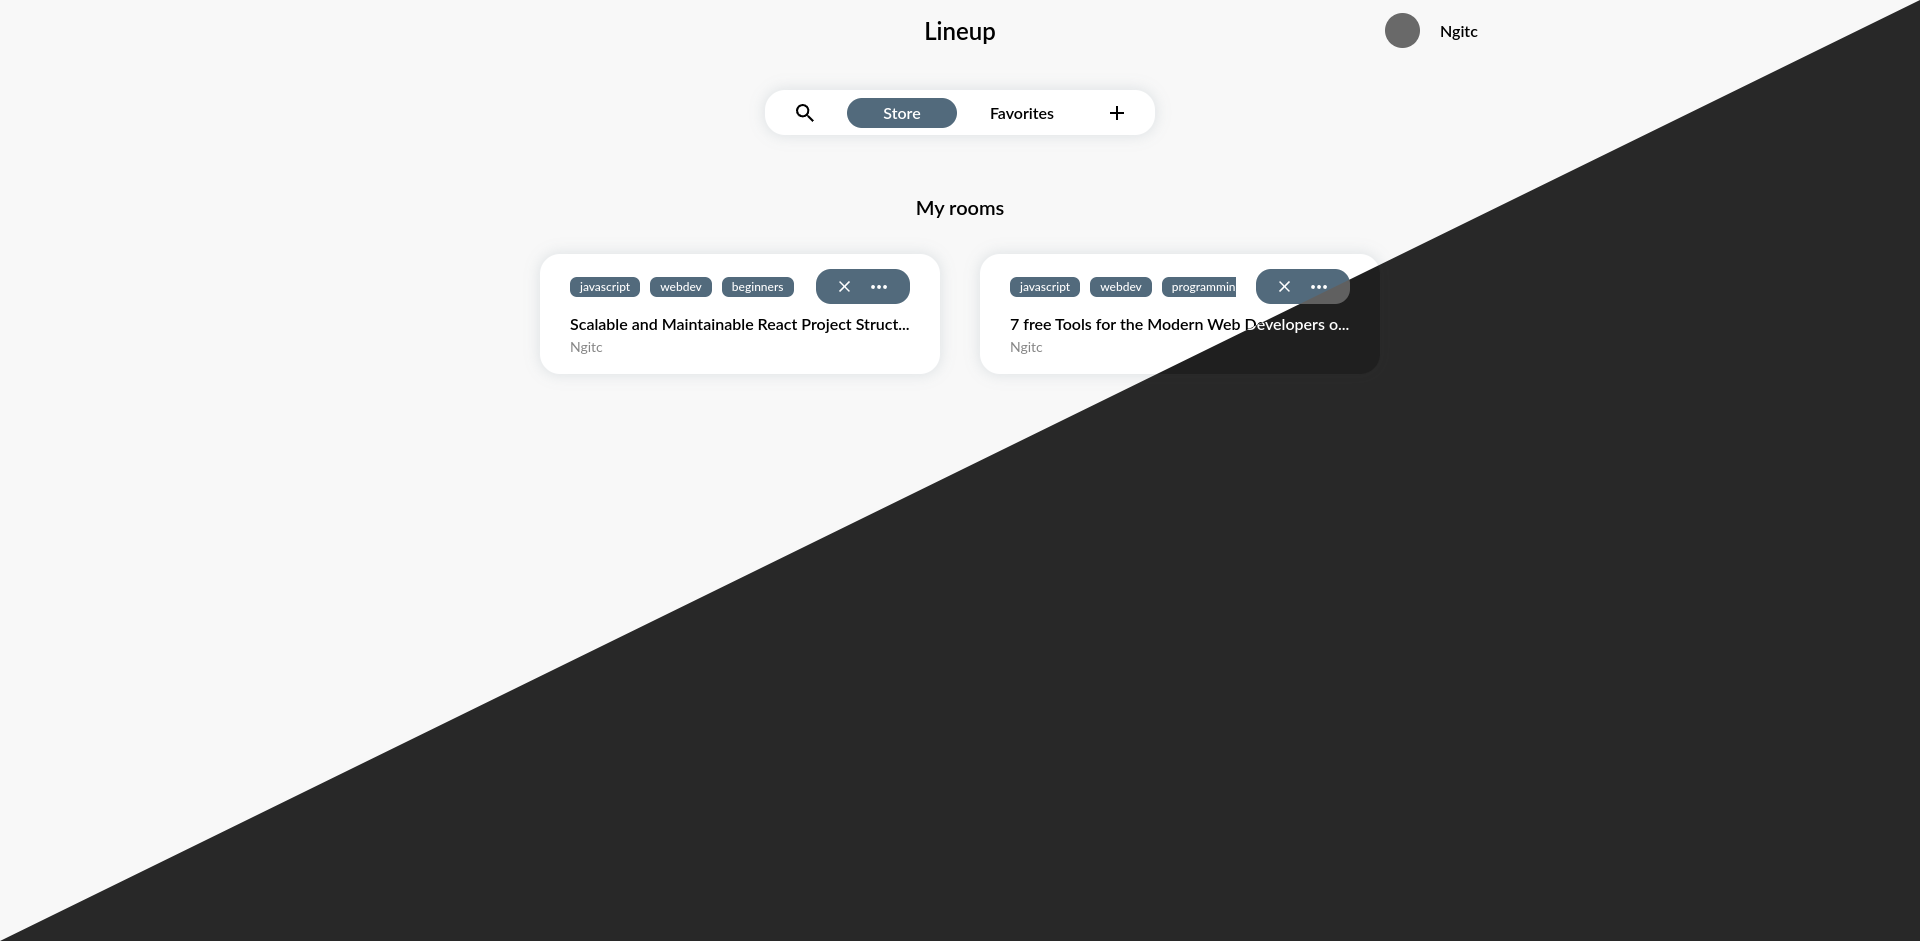 Lineup
Ngitc
Store Favorites
My rooms
javascript webdev beginners
Scalable and Maintainable React Project Struct...
Ngitc
javascript webdev programmin
7 free Tools for the Modern Web Developers o...
Ngitc